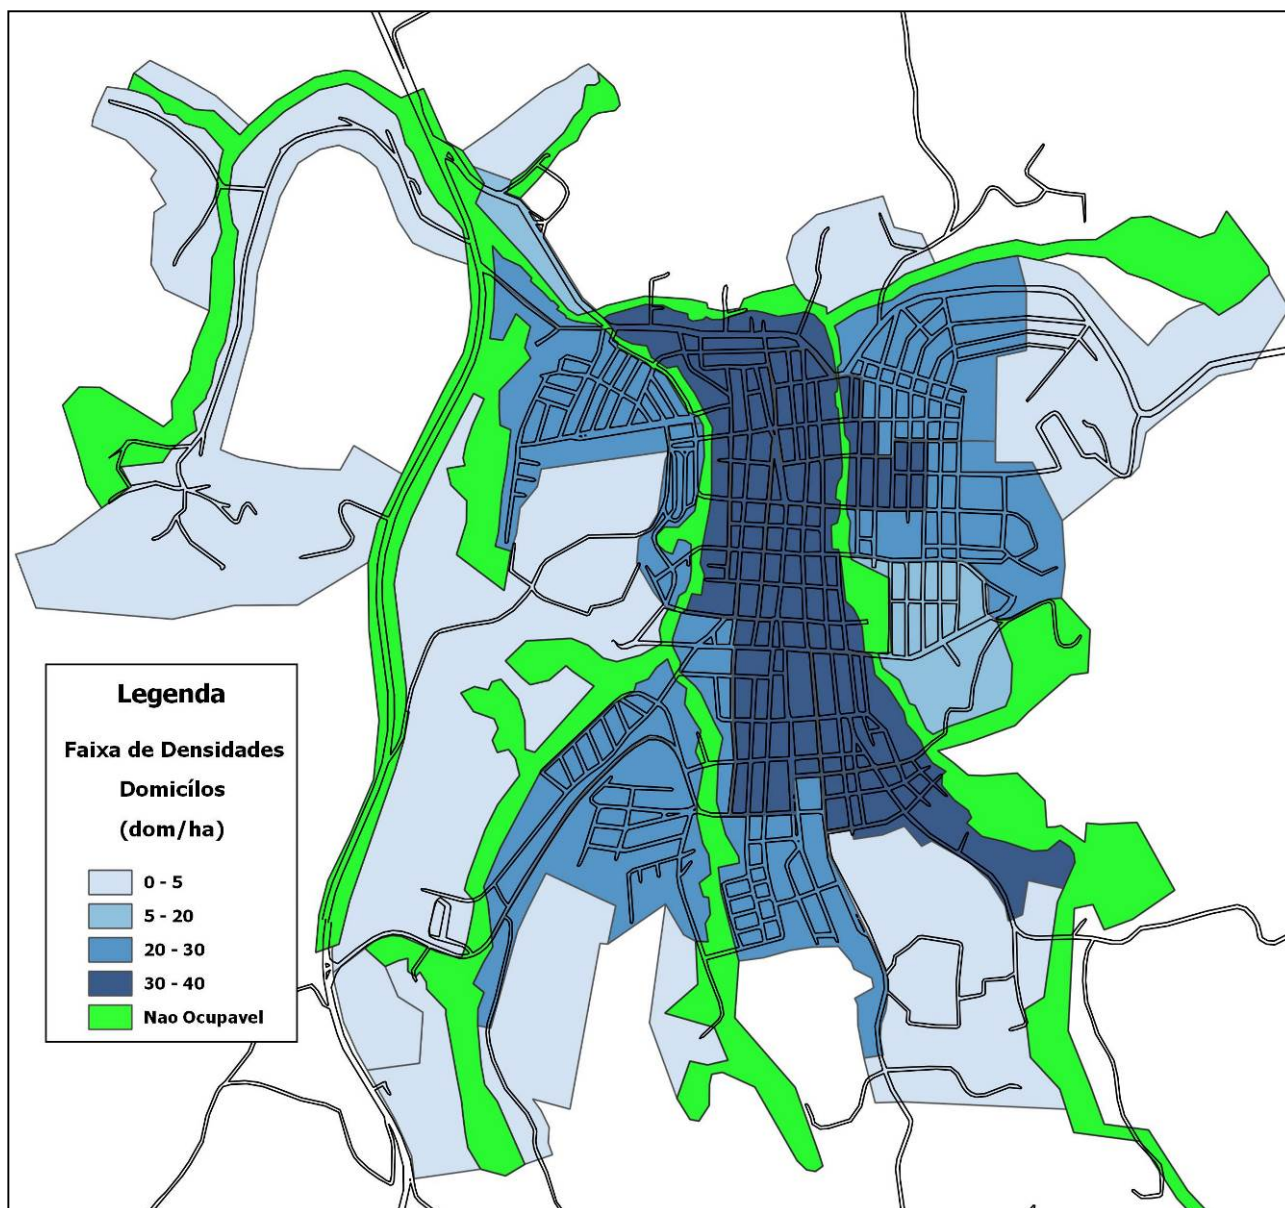 Legenda
Faixa de Densidades
Domicílos
(dom/ha)
0 - 5
5 - 20
20 - 30
30 - 40
Nao Ocupavel